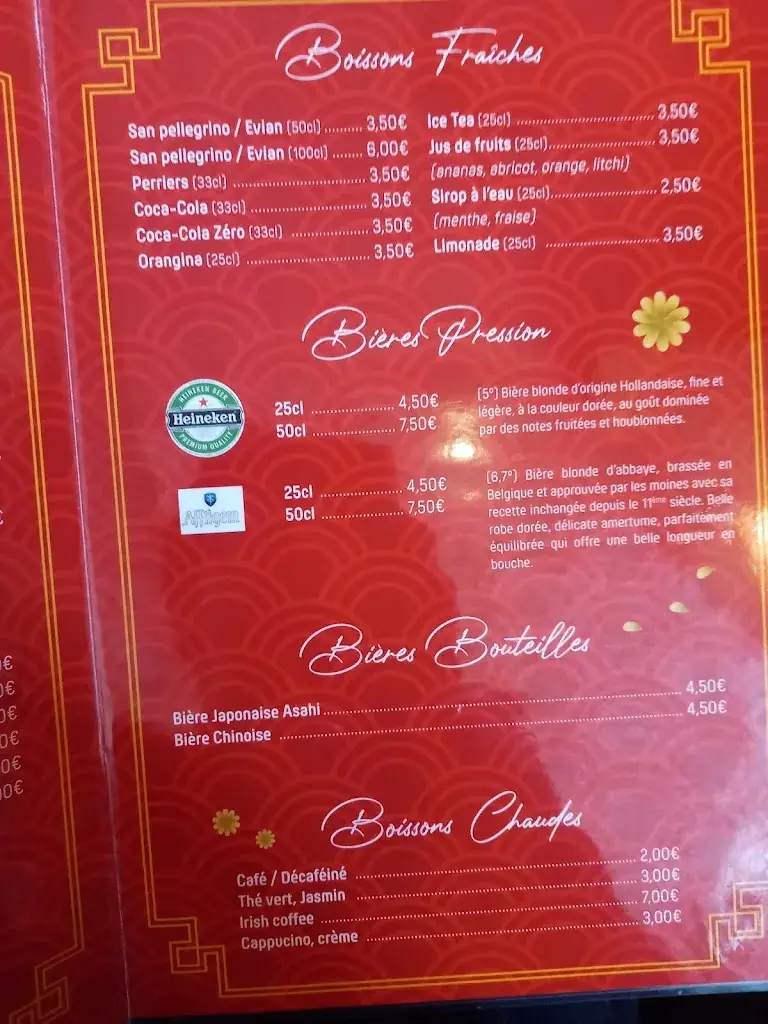 Boissons Fraîches
San pellegrino / Evian (50cl) ......... 3,50€
San pellegrino / Evian (100cl) ....... 6,00€
Perriers (33cl) ................................ 3,50€
Coca-Cola (33cl) ............................. 3,50€
Coca-Cola Zéro (33cl) .................... 3,50€
Orangina (25cl) .............................. 3,50€
Ice Tea (25cl) ................................. 3,50€
Jus de fruits (25cl) ........................ 3,50€
(ananas, abricot, orange, litchi)
Sirop à l'eau (25cl) ........................ 2,50€
(menthe, fraise)
Limonade (25cl) ............................. 3,50€
Bières Pression
HEINEKEN BEER
Heineken
PREMIUM QUALITY
25cl ..................... 4,50€
50cl ..................... 7,50€
(5°) Bière blonde d'origine Hollandaise, fine et
légère, à la couleur dorée, au goût dominée
par des notes fruitées et houblonnées.
Affligem
25cl ..................... 4,50€
50cl ..................... 7,50€
(6,7°) Bière blonde d'abbaye, brassée en
Belgique et approuvée par les moines avec sa
recette inchangée depuis le 11ème siècle. Belle
robe dorée, délicate amertume, parfaitement
équilibrée qui offre une belle longueur en
bouche.
Bières Bouteilles
Bière Japonaise Asahi ..................... 4,50€
Bière Chinoise ..................... 4,50€
Boissons Chaudes
Café / Décaféiné ..................... 2,00€
Thé vert, Jasmin ..................... 3,00€
Irish coffee ..................... 7,00€
Cappucino, crème ..................... 3,00€